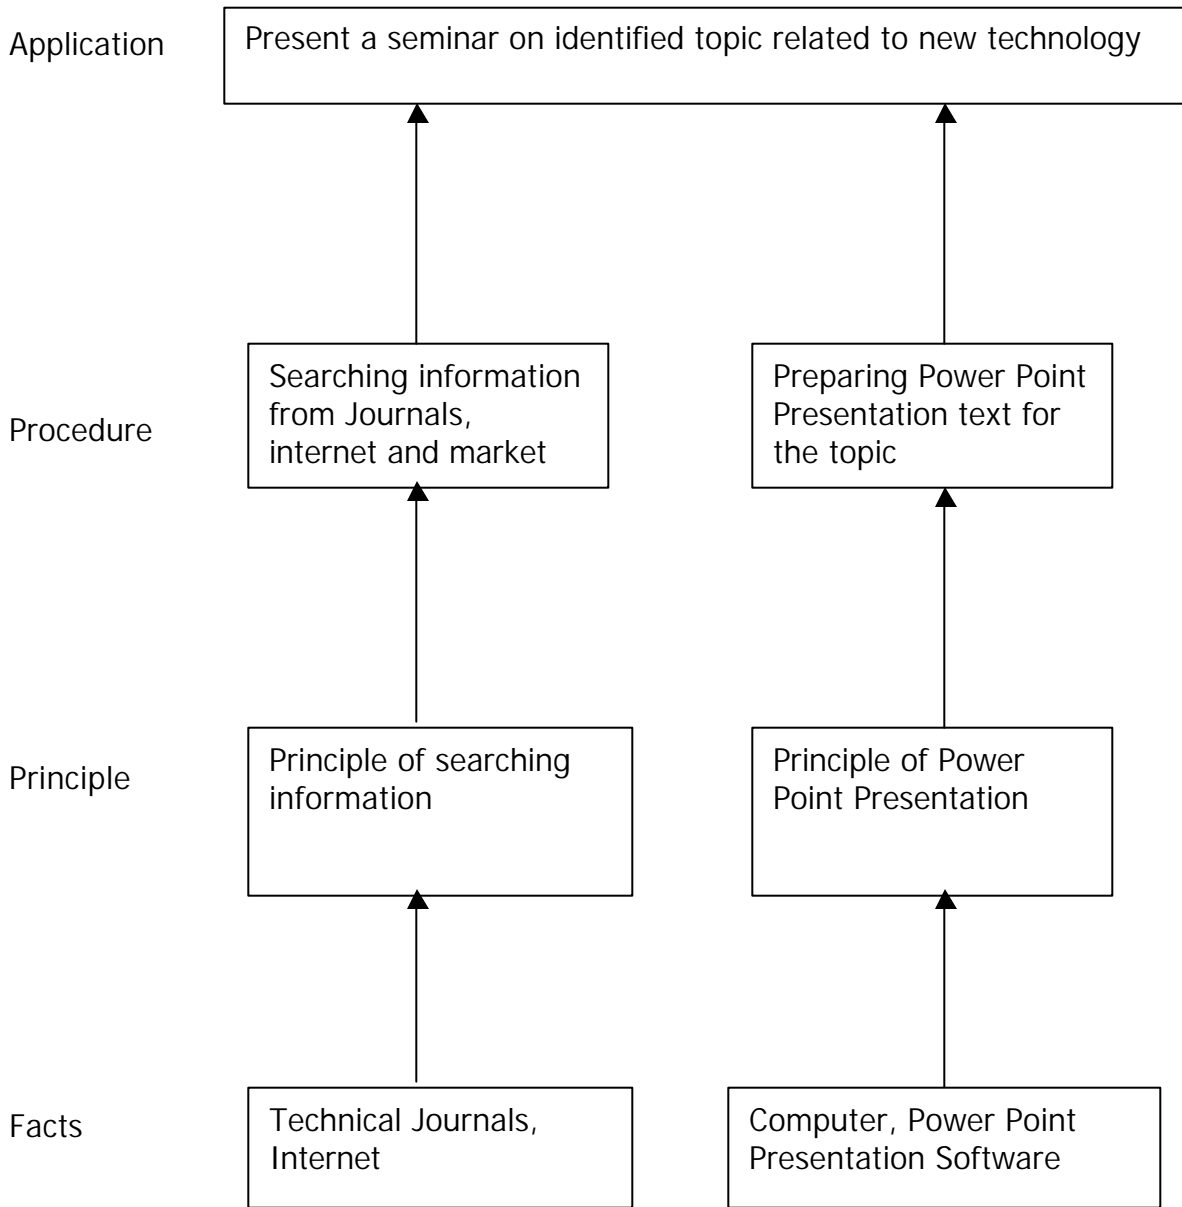 Application
Present a seminar on identified topic related to new technology
Procedure
Searching information
from Journals,
internet and market
Preparing Power Point
Presentation text for
the topic
Principle
Principle of searching
information
Principle of Power
Point Presentation
Facts
Technical Journals,
Internet
Computer, Power Point
Presentation Software